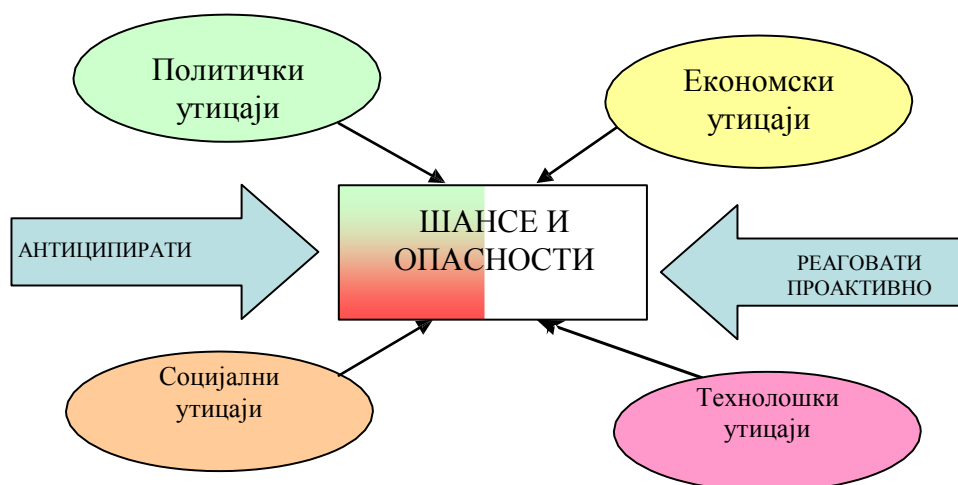 Политички
утицаји
Економски
утицаји
ШАНСЕ И
ОПАСНОСТИ
АНТИЦИПИРАТИ
РЕАГОВАТИ
ПРОАКТИВНО
Социјални
утицаји
Технолошки
утицаји